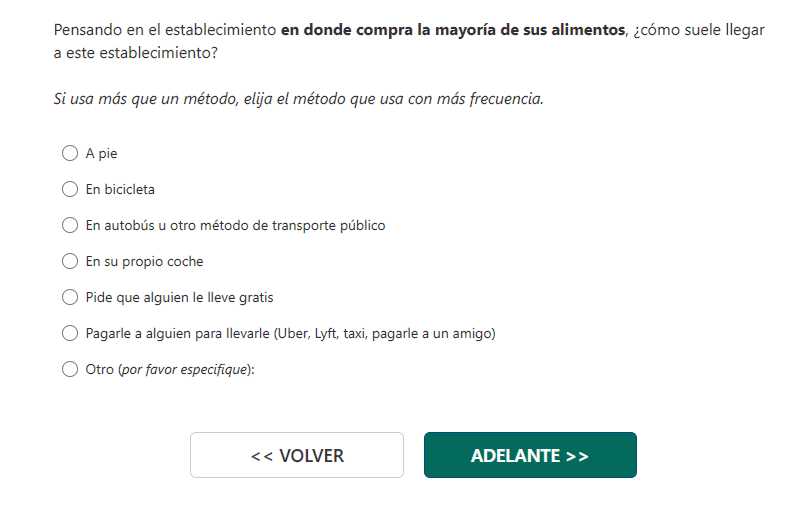 Pensando en el establecimiento en donde compra la mayoría de sus alimentos, ¿cómo suele llegar
a este establecimiento?
Si usa más que un método, elija el método que usa con más frecuencia.
A pie
En bicicleta
En autobús u otro método de transporte público
En su propio coche
Pide que alguien le lleve gratis
Pagarle a alguien para llevarle (Uber, Lyft, taxi, pagarle a un amigo)
Otro (por favor especifique):
<< VOLVER
ADELANTE >>